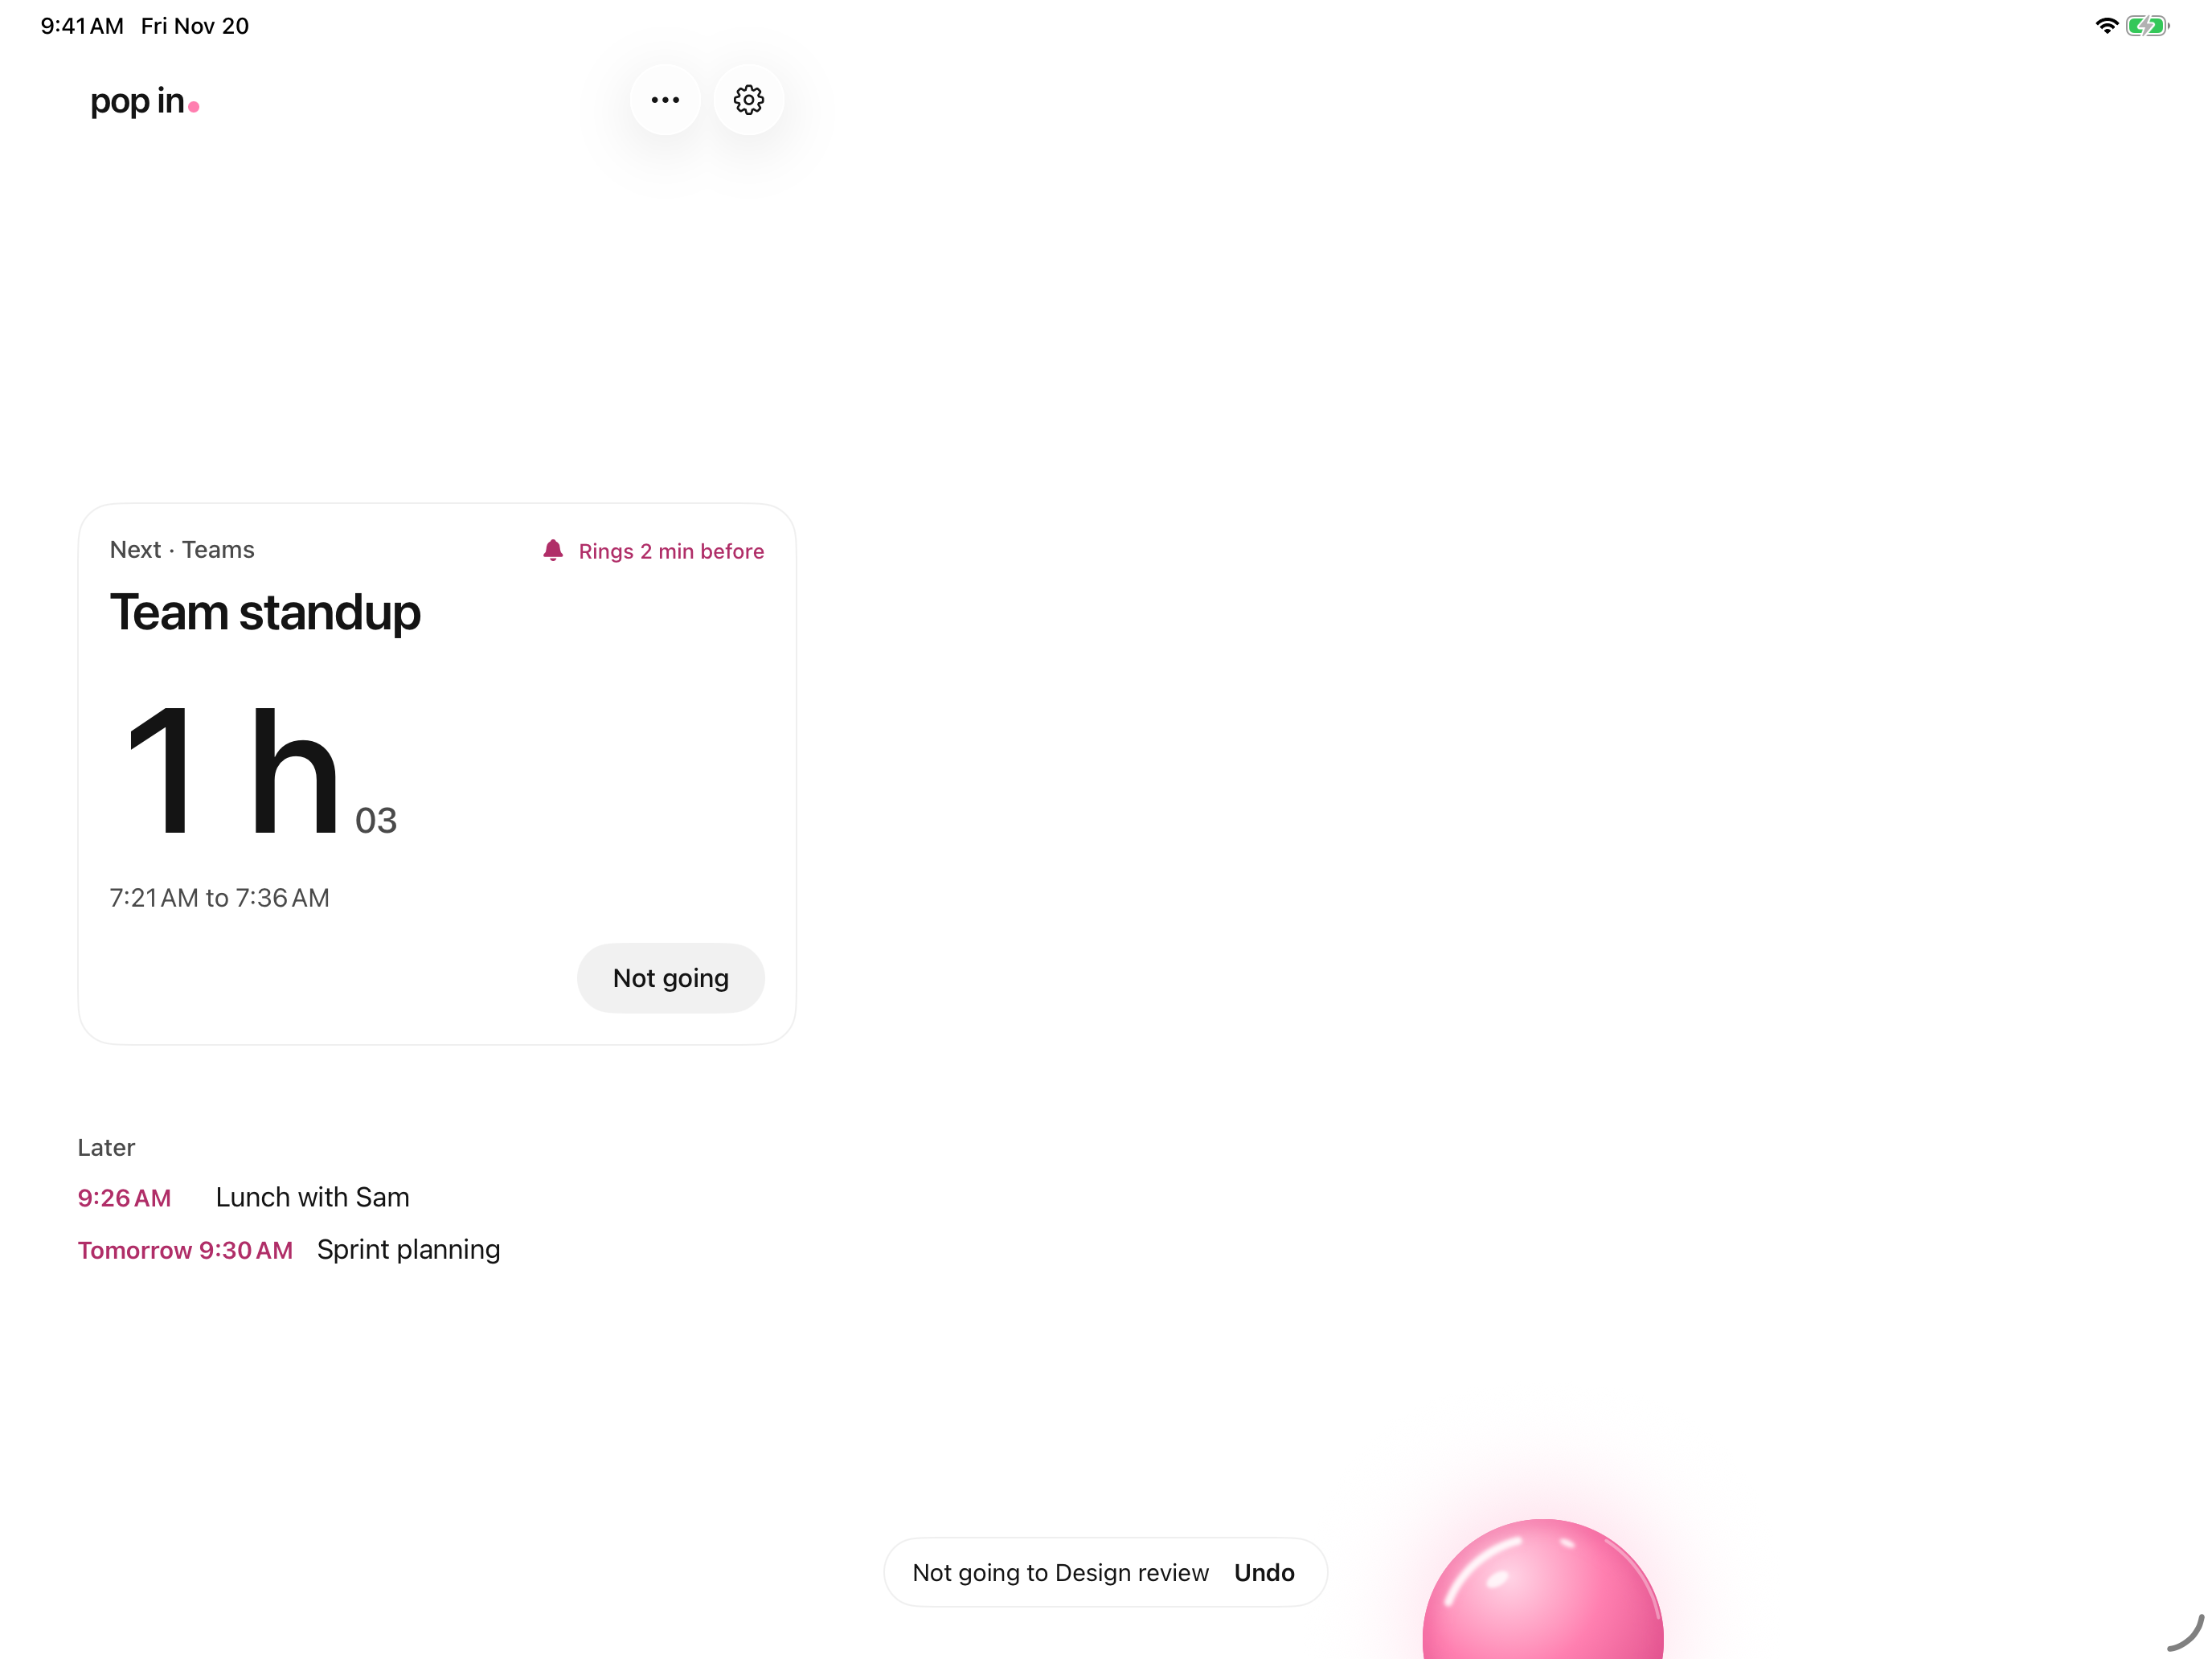 9:41 AM Fri Nov 20
pop in.
Next · Teams
Rings 2 min before
Team standup
1 h 03
7:21 AM to 7:36 AM
Not going
Later
9:26 AM Lunch with Sam
Tomorrow 9:30 AM Sprint planning
Not going to Design review Undo